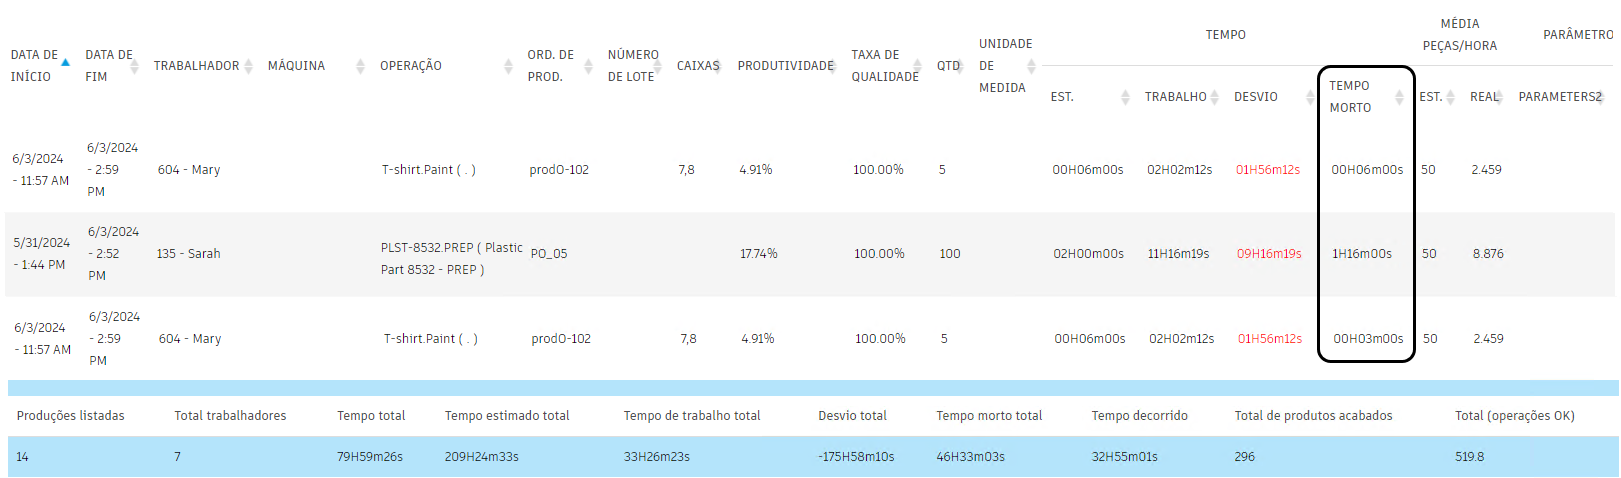 DATA DE INÍCIO DATA DE FIM TRABALHADOR MÁQUINA OPERAÇÃO ORD. DE PROD. NÚMERO DE LOTE CAIXAS PRODUTIVIDADE TAXA DE QUALIDADE QTD UNIDADE DE MEDIDA TEMPO MÉDIA PEÇAS/HORA PARÂMETRO
EST. TRABALHO DESVIO TEMPO MORTO EST. REAL PARAMETERS2
6/3/2024 - 11:57 AM 6/3/2024 - 2:59 PM 604 - Mary T-shirt.Paint ( . ) prodO-102 7,8 4.91% 100.00% 5 00H06m00s 02H02m12s 01H56m12s 00H06m00s 50 2.459
5/31/2024 - 1:44 PM 6/3/2024 - 2:52 PM 135 - Sarah PLST-8532.PREP ( Plastic Part 8532 - PREP ) PO_05 17.74% 100.00% 100 02H00m00s 11H16m19s 09H16m19s 1H16m00s 50 8.876
6/3/2024 - 11:57 AM 6/3/2024 - 2:59 PM 604 - Mary T-shirt.Paint ( . ) prodO-102 7,8 4.91% 100.00% 5 00H06m00s 02H02m12s 01H56m12s 00H03m00s 50 2.459
Produções listadas Total trabalhadores Tempo total Tempo estimado total Tempo de trabalho total Desvio total Tempo morto total Tempo decorrido Total de produtos acabados Total (operações OK)
14 7 79H59m26s 209H24m33s 33H26m23s -175H58m10s 46H33m03s 32H55m01s 296 519.8